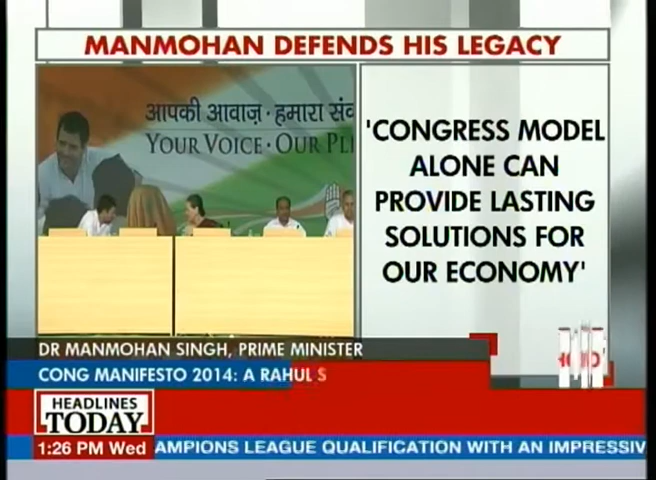 MANMOHAN DEFENDS HIS LEGACY
आपकी आवाज़ · हमारा संक
YOUR VOICE · OUR PLE
'CONGRESS MODEL
ALONE CAN
PROVIDE LASTING
SOLUTIONS FOR
OUR ECONOMY'
DR MANMOHAN SINGH, PRIME MINISTER
CONG MANIFESTO 2014: A RAHUL S
HEADLINES
TODAY
1:26 PM Wed AMPIONS LEAGUE QUALIFICATION WITH AN IMPRESSIV